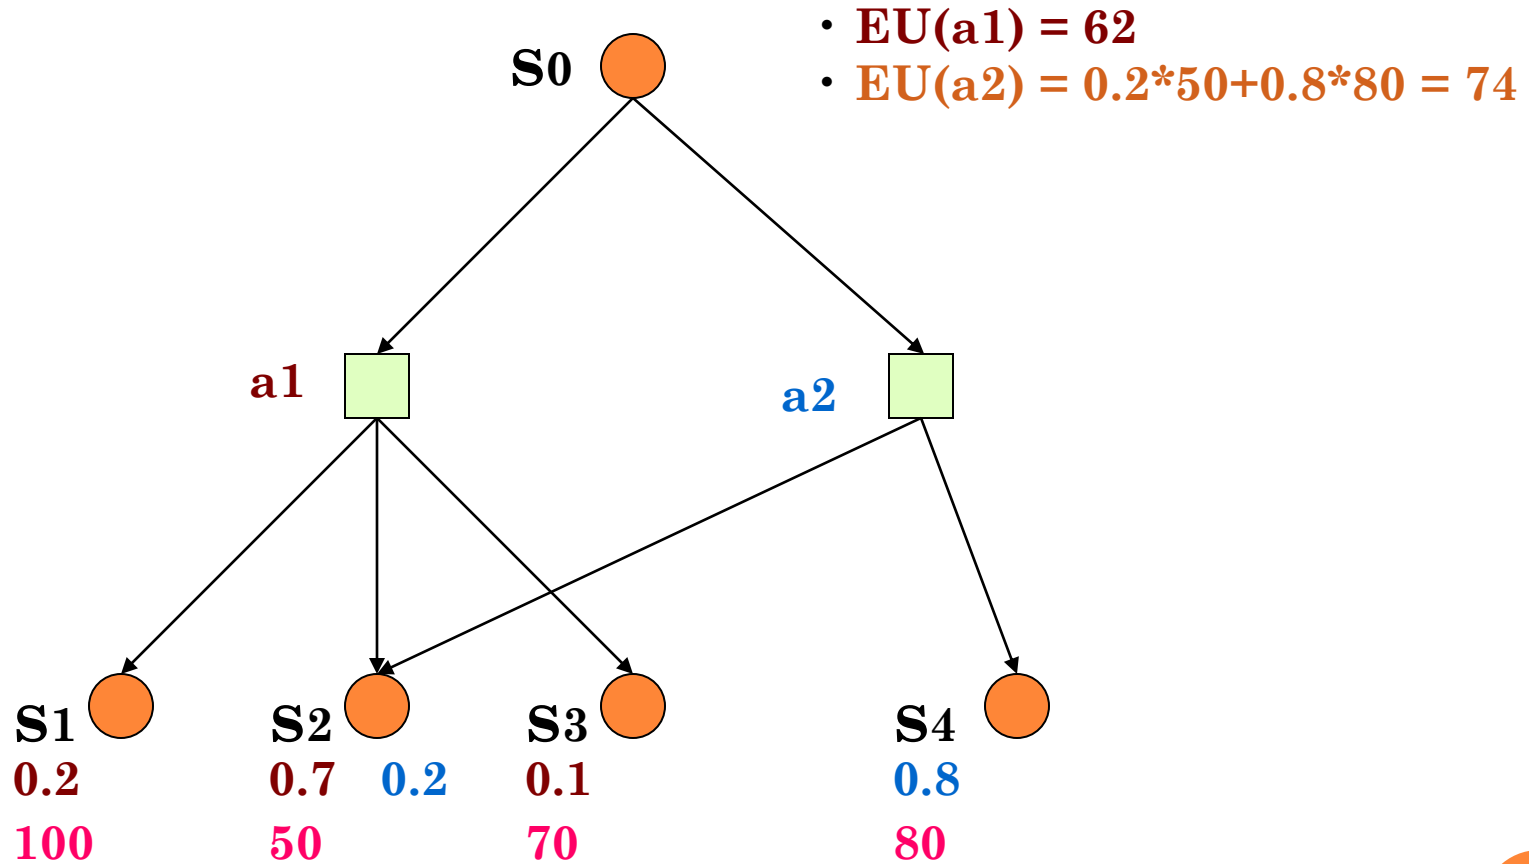 • EU(a1) = 62
• EU(a2) = 0.2*50+0.8*80 = 74
S0
a1 a2
S1 S2 S3 S4
0.2 0.7 0.2 0.1 0.8
100 50 70 80